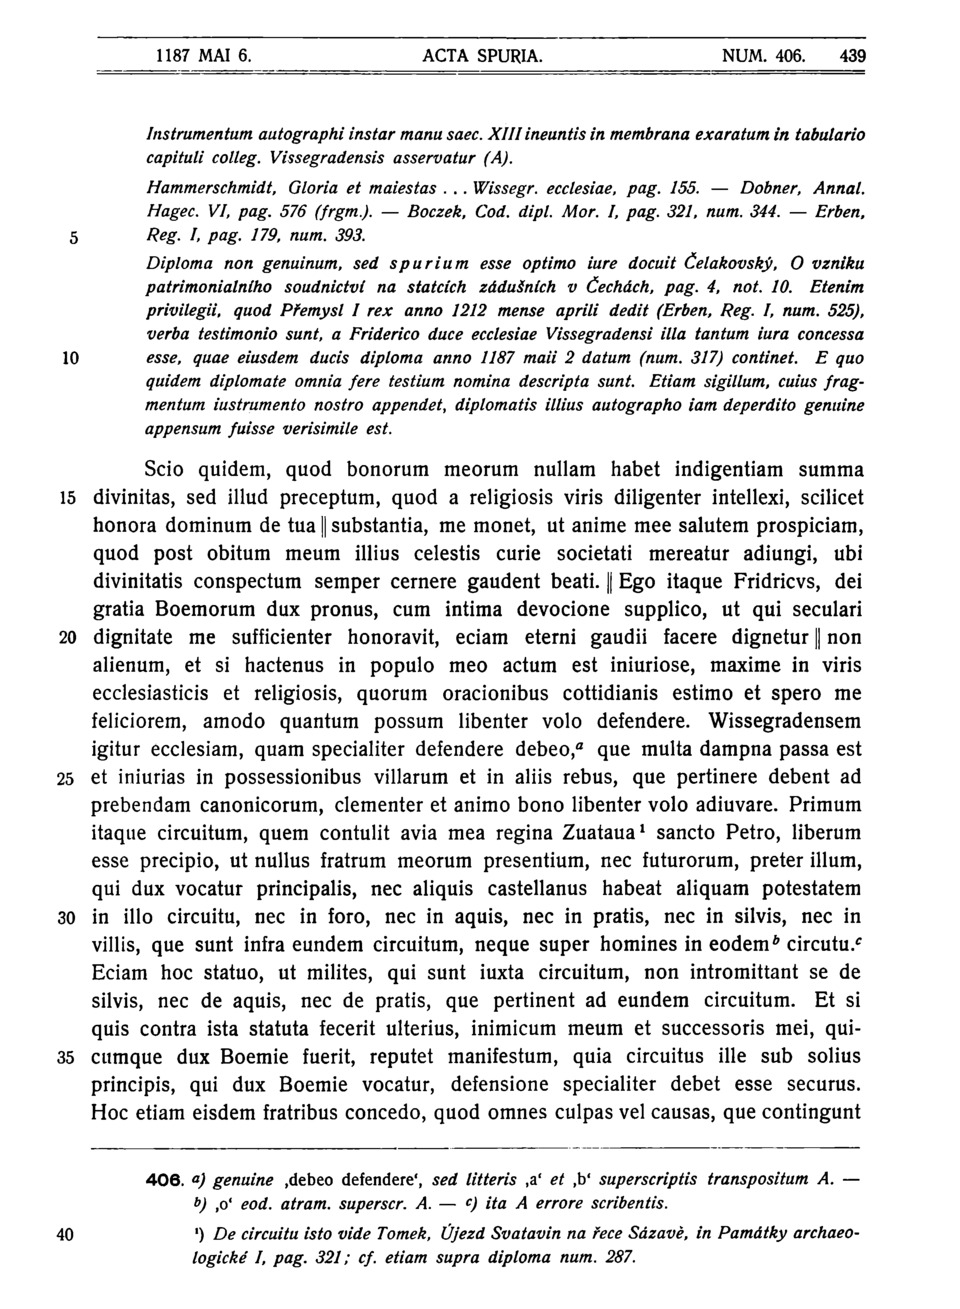 1187 MAI 6. ACTA SPURIA. NUM. 406. 439
Instrumentum autographi instar manu saec. XIII ineuntis in membrana exaratum in tabulario
capituli colleg. Vissegradensis asservatur (A).
Hammerschmidt, Gloria et maiestas ... Wissegr. ecclesiae, pag. 155. — Dobner, Annal.
Hagec. VI, pag. 576 (frgm.). — Boczek, Cod. dipl. Mor. I, pag. 321, num. 344. — Erben,
5 Reg. I, pag. 179, num. 393.
Diploma non genuinum, sed spurium esse optimo iure docuit Čelakovský, O vzniku
patrimonialního soudnictví na statcích zádušních v Čechách, pag. 4, not. 10. Etenim
privilegii, quod Přemysl I rex anno 1212 mense aprili dedit (Erben, Reg. I, num. 525),
verba testimonio sunt, a Friderico duce ecclesiae Vissegradensi illa tantum iura concessa
10 esse, quae eiusdem ducis diploma anno 1187 maii 2 datum (num. 317) continet. E quo
quidem diplomate omnia fere testium nomina descripta sunt. Etiam sigillum, cuius frag-
mentum iustrumento nostro appendet, diplomatis illius autographo iam deperdito genuine
appensum fuisse verisimile est.
Scio quidem, quod bonorum meorum nullam habet indigentiam summa
15 divinitas, sed illud preceptum, quod a religiosis viris diligenter intellexi, scilicet
honora dominum de tua || substantia, me monet, ut anime mee salutem prospiciam,
quod post obitum meum illius celestis curie societati mereatur adiungi, ubi
divinitatis conspectum semper cernere gaudent beati. || Ego itaque Fridricvs, dei
gratia Boemorum dux pronus, cum intima devocione supplico, ut qui seculari
20 dignitate me sufficienter honoravit, eciam eterni gaudii facere dignetur || non
alienum, et si hactenus in populo meo actum est iniuriose, maxime in viris
ecclesiasticis et religiosis, quorum oracionibus cottidianis estimo et spero me
feliciorem, amodo quantum possum libenter volo defendere. Wissegradensem
igitur ecclesiam, quam specialiter defendere debeo,ᵃ que multa dampna passa est
25 et iniurias in possessionibus villarum et in aliis rebus, que pertinere debent ad
prebendam canonicorum, clementer et animo bono libenter volo adiuvare. Primum
itaque circuitum, quem contulit avia mea regina Zuataua¹ sancto Petro, liberum
esse precipio, ut nullus fratrum meorum presentium, nec futurorum, preter illum,
qui dux vocatur principalis, nec aliquis castellanus habeat aliquam potestatem
30 in illo circuitu, nec in foro, nec in aquis, nec in pratis, nec in silvis, nec in
villis, que sunt infra eundem circuitum, neque super homines in eodemᵇ circutu.ᶜ
Eciam hoc statuo, ut milites, qui sunt iuxta circuitum, non intromittant se de
silvis, nec de aquis, nec de pratis, que pertinent ad eundem circuitum. Et si
quis contra ista statuta fecerit ulterius, inimicum meum et successoris mei, qui-
35 cumque dux Boemie fuerit, reputet manifestum, quia circuitus ille sub solius
principis, qui dux Boemie vocatur, defensione specialiter debet esse securus.
Hoc etiam eisdem fratribus concedo, quod omnes culpas vel causas, que contingunt
406. a) genuine ‚debeo defendere‘, sed litteris ‚a‘ et ‚b‘ superscriptis transpositum A. —
b) ‚o‘ eod. atram. superscr. A. — c) ita A errore scribentis.
40 ¹) De circuitu isto vide Tomek, Újezd Svatavin na řece Sázavě, in Památky archaeo-
logické I, pag. 321; cf. etiam supra diploma num. 287.